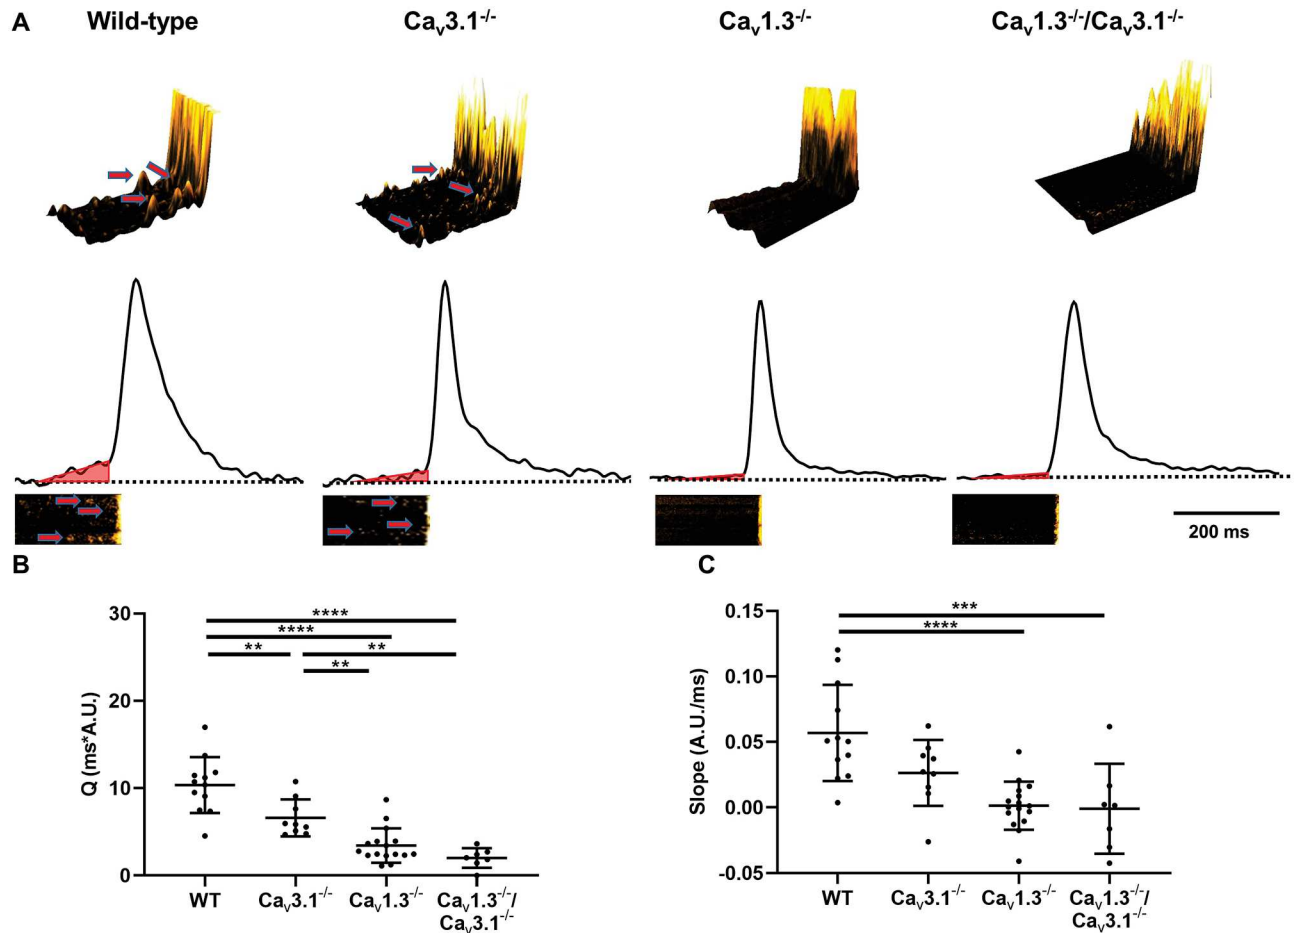 A
Wild-type
Caᵥ3.1⁻/⁻
Caᵥ1.3⁻/⁻
Caᵥ1.3⁻/⁻/Caᵥ3.1⁻/⁻
200 ms
B
30
20
10
0
Q (ms*A.U.)
****
****
**
**
**
WT
Caᵥ3.1⁻/⁻
Caᵥ1.3⁻/⁻
Caᵥ1.3⁻/⁻/
Caᵥ3.1⁻/⁻
C
0.15
0.10
0.05
0.00
-0.05
Slope (A.U./ms)
***
****
WT
Caᵥ3.1⁻/⁻
Caᵥ1.3⁻/⁻
Caᵥ1.3⁻/⁻/
Caᵥ3.1⁻/⁻